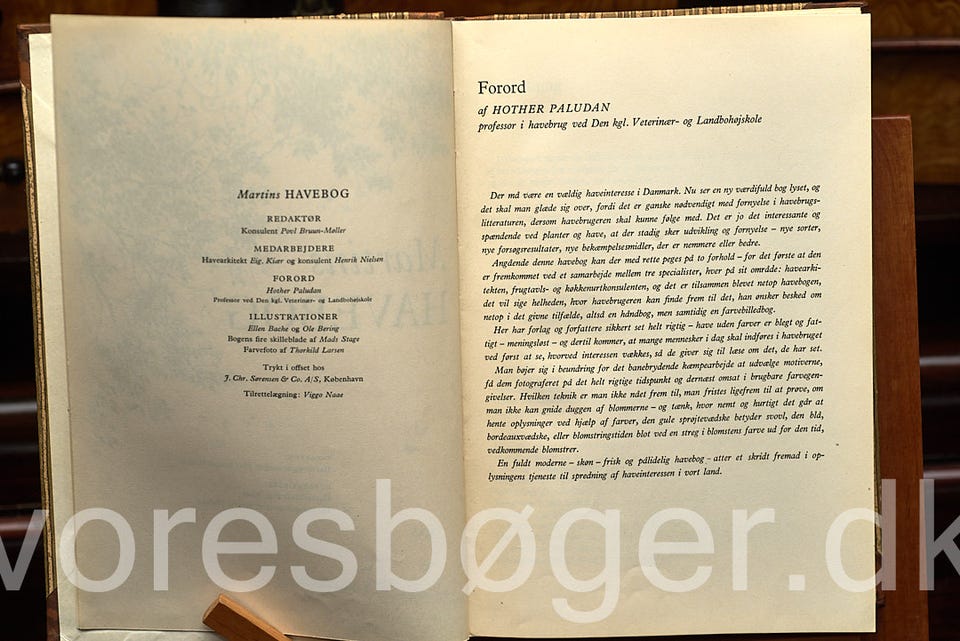 Martins HAVEBOG
REDAKTØR
Konsulent Povl Bruun-Møller
MEDARBEJDERE
Havearkitekt Eig. Kiær og konsulent Henrik Nielsen
FORORD
Hother Paludan
Professor ved Den kgl. Veterinær- og Landbohøjskole
ILLUSTRATIONER
Ellen Bache og Ole Bering
Bogens fire skilleblade af Mads Stage
Farvefoto af Thorkild Larsen
Trykt i offset hos
J. Chr. Sørensen & Co. A/S, København
Tilrettelægning: Viggo Naae
Forord
af HOTHER PALUDAN
professor i havebrug ved Den kgl. Veterinær- og Landbohøjskole
Der må være en vældig haveinteresse i Danmark. Nu ser en ny værdifuld bog lyset, og
det skal man glæde sig over, fordi det er ganske nødvendigt med fornyelse i havebrugs-
litteraturen, dersom havebrugeren skal kunne følge med. Det er jo det interessante og
spændende ved planter og have, at der stadig sker udvikling og fornyelse – nye sorter,
nye forsøgsresultater, nye bekæmpelsesmidler, der er nemmere eller bedre.
Angående denne havebog kan der med rette peges på to forhold – for det første at den
er fremkommet ved et samarbejde mellem tre specialister, hver på sit område: havearki-
tekten, frugtavls- og køkkenurtkonsulenten, og det er tilsammen blevet netop havebogen,
det vil sige helheden, hvor havebrugeren kan finde frem til det, han ønsker besked om
netop i det givne tilfælde, altså en håndbog, men samtidig en farvebilledbog.
Her har forlag og forfattere sikkert set helt rigtig – have uden farver er blegt og fat-
tigt – meningsløst – og dertil kommer, at mange mennesker i dag skal indføres i havebruget
ved først at se, hvorved interessen vækkes, så de giver sig til læse om det, de har set.
Man bøjer sig i beundring for det banebrydende kæmpearbejde at udvælge motiverne,
få dem fotograferet på det helt rigtige tidspunkt og dernæst omsat i brugbare farvegen-
givelser. Hvilken teknik er man ikke nået frem til, man fristes ligefrem til at prøve, om
man ikke kan gnide duggen af blommerne – og tænk, hvor nemt og hurtigt det går at
hente oplysninger ved hjælp af farver, den gule sprøjtevædske betyder svovl, den blå,
bordeauxvædske, eller blomstringstiden blot ved en streg i blomstens farve ud for den tid,
vedkommende blomstrer.
En fuldt moderne – skøn – frisk og pålidelig havebog – atter et skridt fremad i op-
lysningens tjeneste til spredning af haveinteressen i vort land.
voresbøger.dk